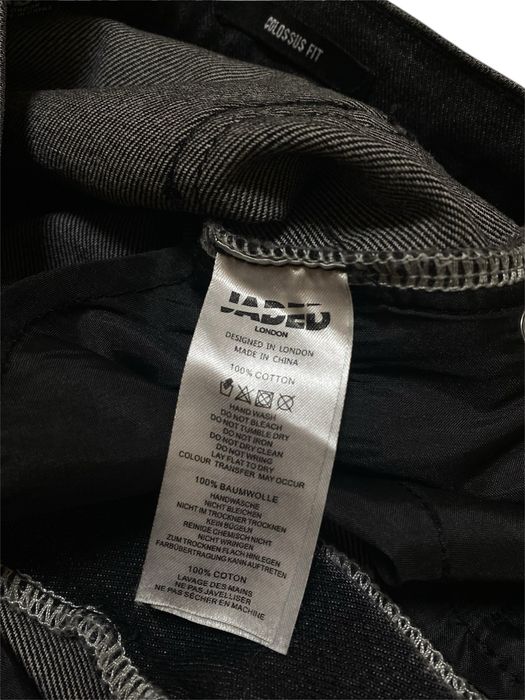 COLOSSUS FIT
JADED
LONDON
DESIGNED IN LONDON
MADE IN CHINA
100% COTTON
HAND WASH
DO NOT BLEACH
DO NOT TUMBLE DRY
DO NOT IRON
DO NOT DRY CLEAN
DO NOT WRING
LAY FLAT TO DRY
COLOUR TRANSFER MAY OCCUR
100% BAUMWOLLE
HANDWÄSCHE
NICHT BLEICHEN
NICHT IM TROCKNER TROCKNEN
KEIN BÜGELN
REINIGE CHEMISCH NICHT
NICHT WRINGEN
ZUM TROCKNEN FLACH HINLEGEN
FARBÜBERTRAGUNG KANN AUFTRETEN
100% COTON
LAVAGE DES MAINS
NE PAS JAVELLISER
NE PAS SÉCHER EN MACHINE